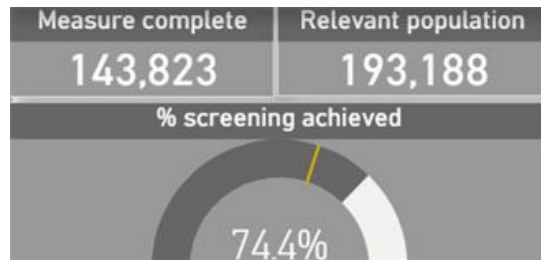 Measure complete Relevant population
143,823 193,188
% screening achieved
74.4%